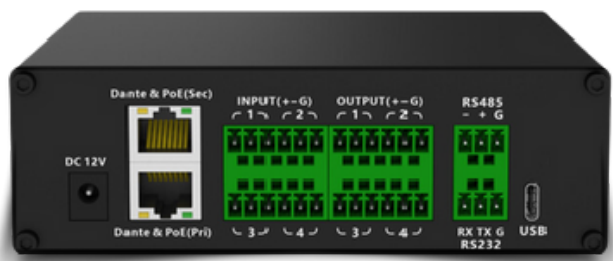 Dante & PoE(Sec)
INPUT(+−G)
OUTPUT(+−G)
RS485
1 2
1 2
− + G
DC 12V
Dante & PoE(Pri)
3 4
3 4
RX TX G
RS232
USB